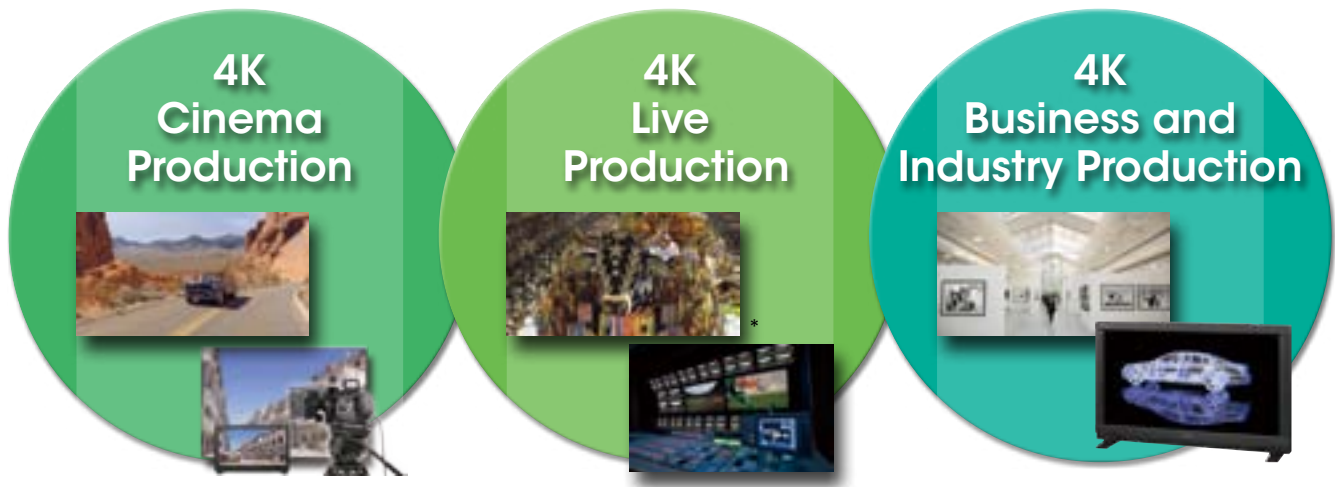 4K
Cinema
Production
4K
Live
Production
*
4K
Business and
Industry Production